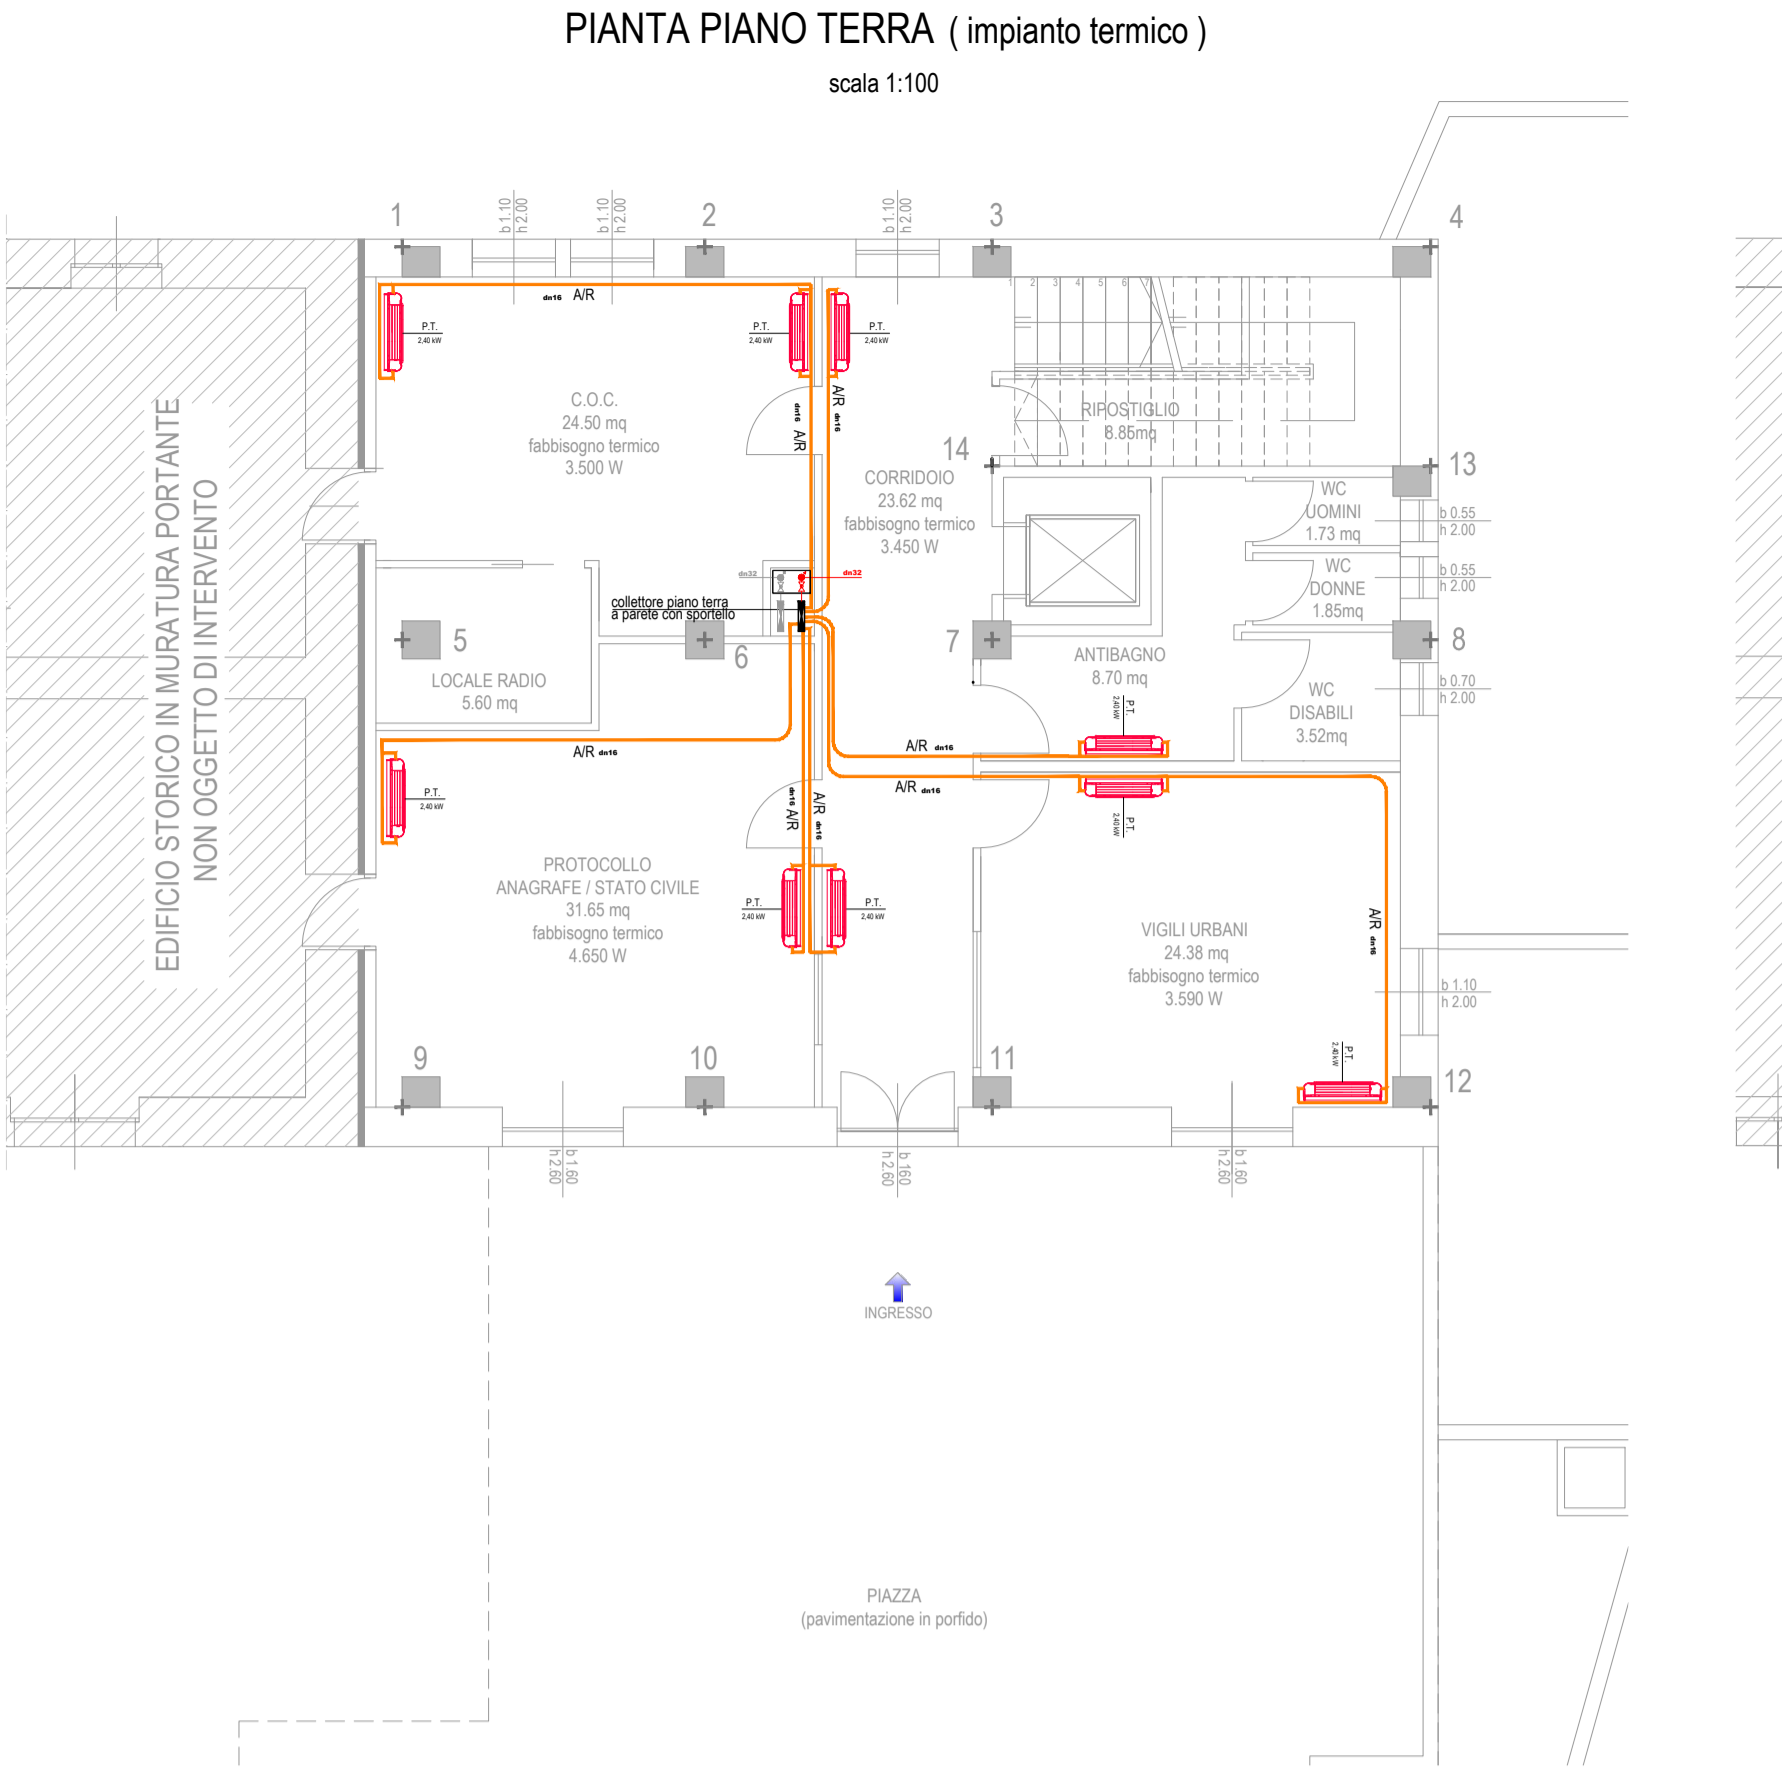 PIANTA PIANO TERRA ( impianto termico )
scala 1:100
1
b 1.10
h 2.00
b 1.10
h 2.00
2
b 1.10
h 2.00
3
4
dn16 A/R
1 2 3 4 5 6 7
P.T.
2,40 kW
P.T.
2,40 kW
P.T.
2,40 kW
A/R dn16
dn16 A/R
C.O.C.
24.50 mq
fabbisogno termico
3.500 W
RIPOSTIGLIO
8.85mq
14
13
CORRIDOIO
23.62 mq
fabbisogno termico
3.450 W
WC
UOMINI
1.73 mq
b 0.55
h 2.00
WC
DONNE
1.85mq
b 0.55
h 2.00
EDIFICIO STORICO IN MURATURA PORTANTE
NON OGGETTO DI INTERVENTO
dn32
dn32
collettore piano terra
a parete con sportello
5
6
7
8
LOCALE RADIO
5.60 mq
ANTIBAGNO
8.70 mq
WC
DISABILI
3.52mq
b 0.70
h 2.00
P.T.
2,40 kW
A/R dn16
A/R dn16
A/R dn16
P.T.
2,40 kW
P.T.
2,40 kW
dn16 A/R
A/R dn16
PROTOCOLLO
ANAGRAFE / STATO CIVILE
31.65 mq
fabbisogno termico
4.650 W
P.T.
2,40 kW
P.T.
2,40 kW
VIGILI URBANI
24.38 mq
fabbisogno termico
3.590 W
A/R dn16
b 1.10
h 2.00
P.T.
2,40 kW
9
10
11
12
b 1.60
h 2.60
b 160
h 2.60
b 1.60
h 2.60
INGRESSO
PIAZZA
(pavimentazione in porfido)